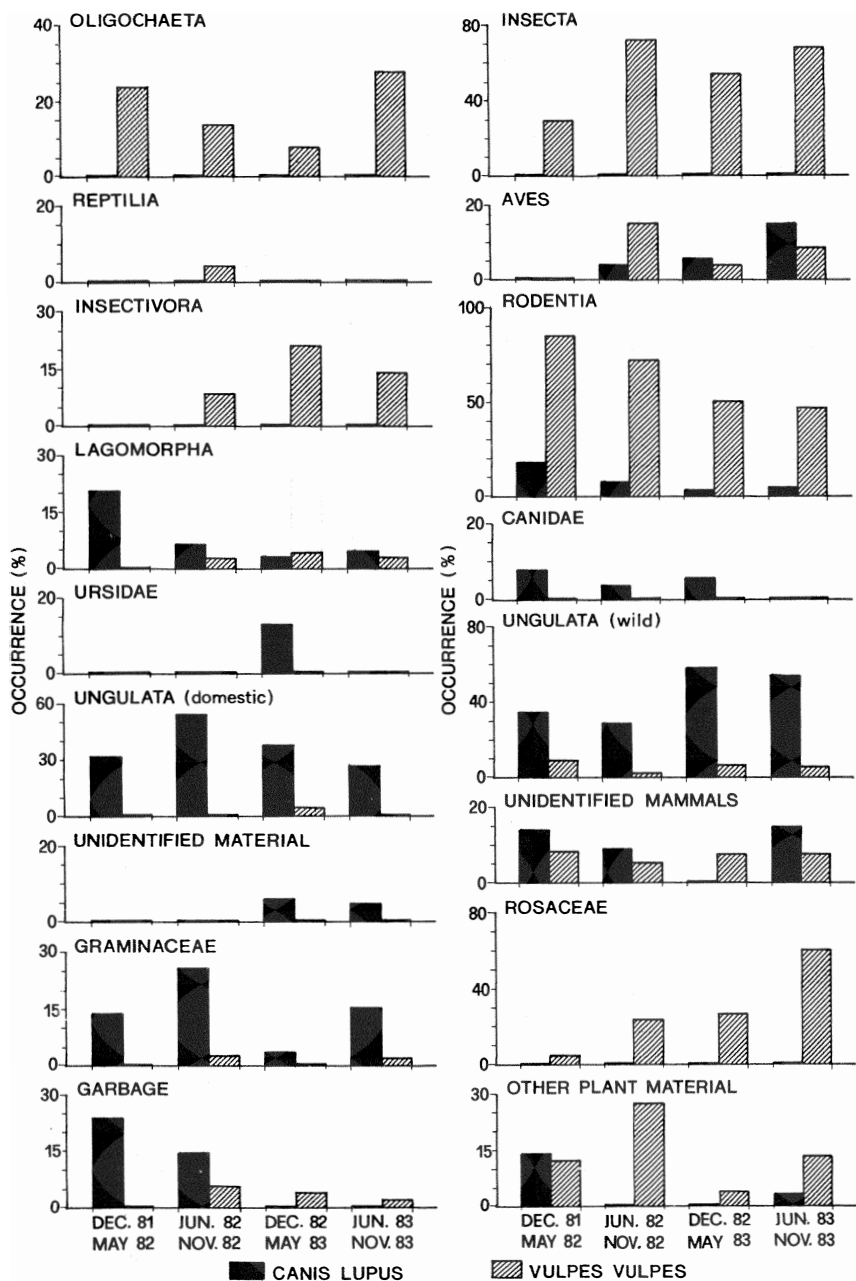 OLIGOCHAETA
40
20
0
REPTILIA
20
0
INSECTIVORA
30
15
0
LAGOMORPHA
30
15
0
URSIDAE
20
0
UNGULATA (domestic)
60
30
0
UNIDENTIFIED MATERIAL
20
0
GRAMINACEAE
30
15
0
GARBAGE
30
15
0
OCCURRENCE (%)
DEC. 81
MAY 82
JUN. 82
NOV. 82
DEC. 82
MAY 83
JUN. 83
NOV. 83
INSECTA
80
40
0
AVES
20
0
RODENTIA
100
50
0
CANIDAE
20
0
UNGULATA (wild)
80
40
0
UNIDENTIFIED MAMMALS
20
0
ROSACEAE
80
40
0
OTHER PLANT MATERIAL
30
15
0
OCCURRENCE (%)
DEC. 81
MAY 82
JUN. 82
NOV. 82
DEC. 82
MAY 83
JUN. 83
NOV. 83
CANIS LUPUS
VULPES VULPES